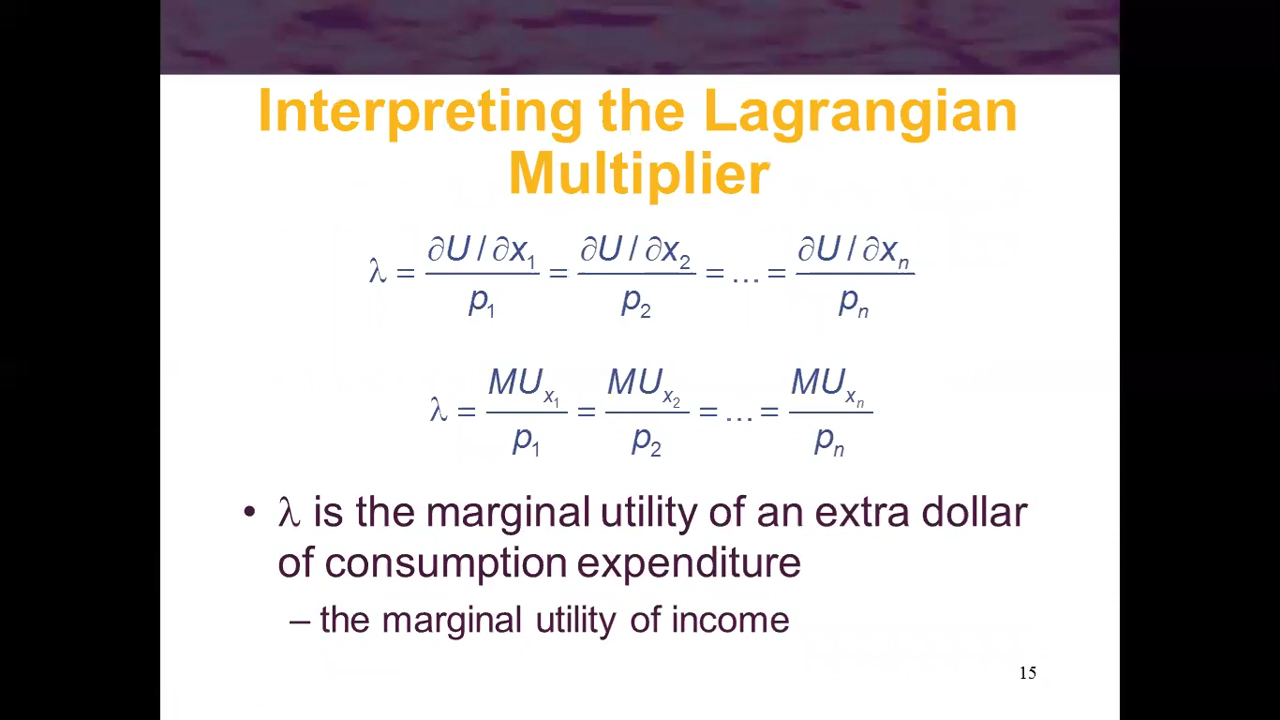 Interpreting the Lagrangian
Multiplier
λ = ∂U / ∂x₁ / p₁ = ∂U / ∂x₂ / p₂ = ... = ∂U / ∂xₙ / pₙ
λ = MUₓ₁ / p₁ = MUₓ₂ / p₂ = ... = MUₓₙ / pₙ
• λ is the marginal utility of an extra dollar
of consumption expenditure
– the marginal utility of income
15